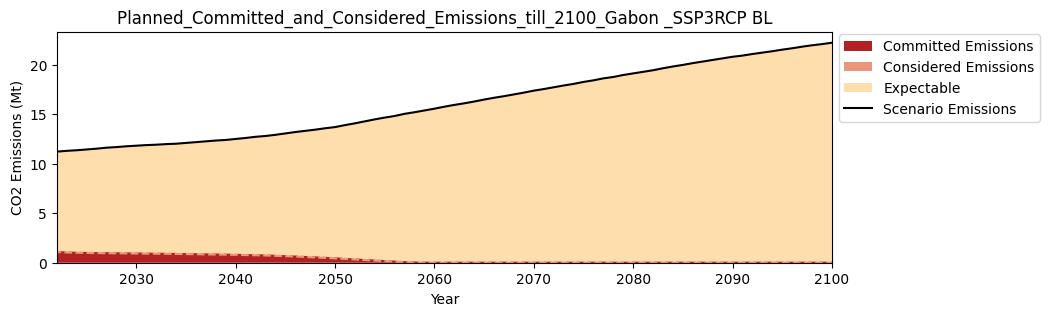 Planned_Committed_and_Considered_Emissions_till_2100_Gabon _SSP3RCP BL
Committed Emissions
Considered Emissions
Expectable
Scenario Emissions
CO2 Emissions (Mt)
20
15
10
5
0
2030 2040 2050 2060 2070 2080 2090 2100
Year